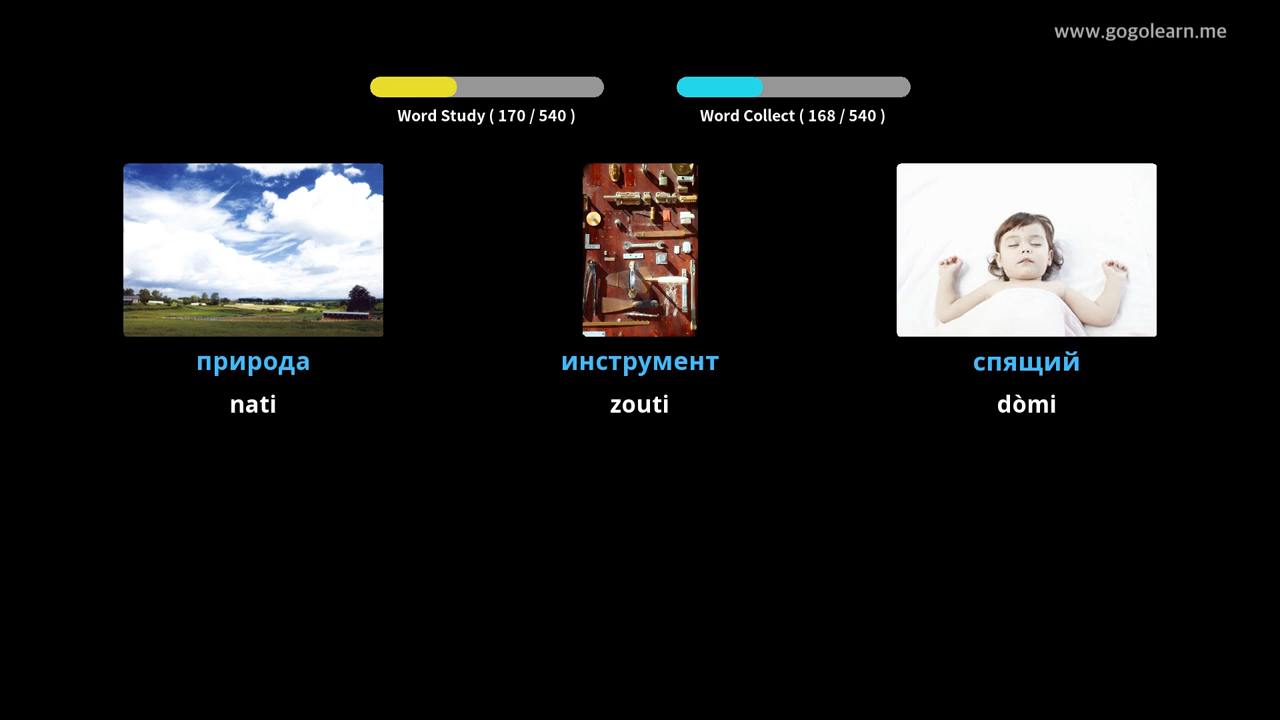 www.gogolearn.me
Word Study ( 170 / 540 )
Word Collect ( 168 / 540 )
природа
инструмент
спящий
nati
zouti
dòmi